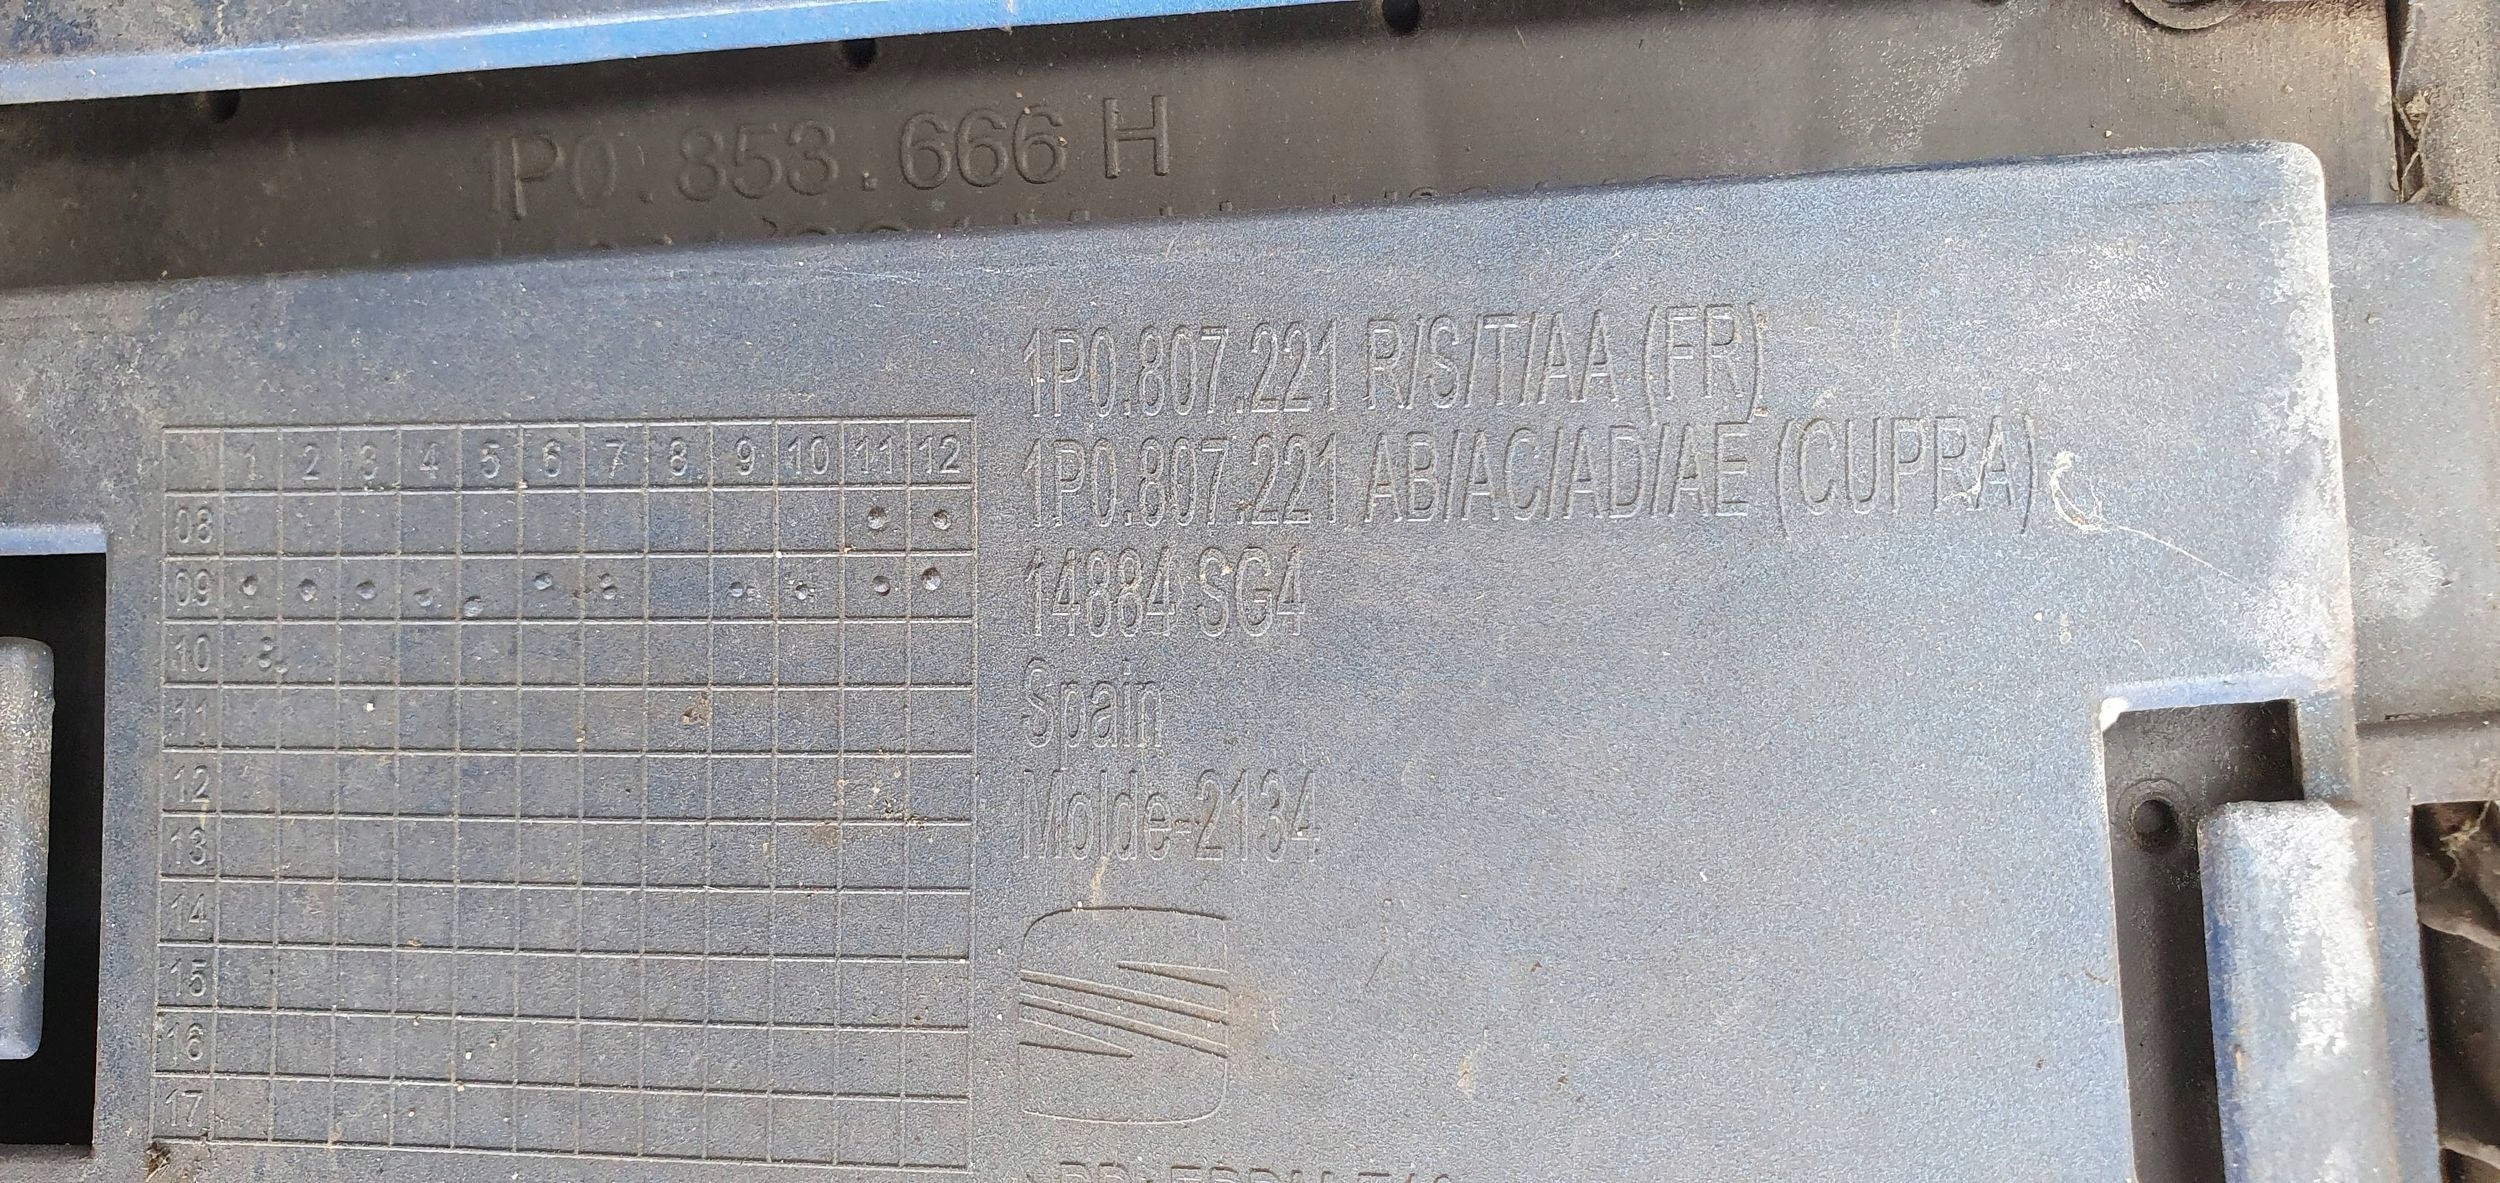 1P0.853.666 H
1P0.807.221 R/S/T/AA (FR)
1P0.807.221 AB/AC/AD/AE (CUPRA)
14884 SG4
Spain
Molde-2134
1 2 3 4 5 6 7 8 9 10 11 12
08
09
10
11
12
13
14
15
16
17